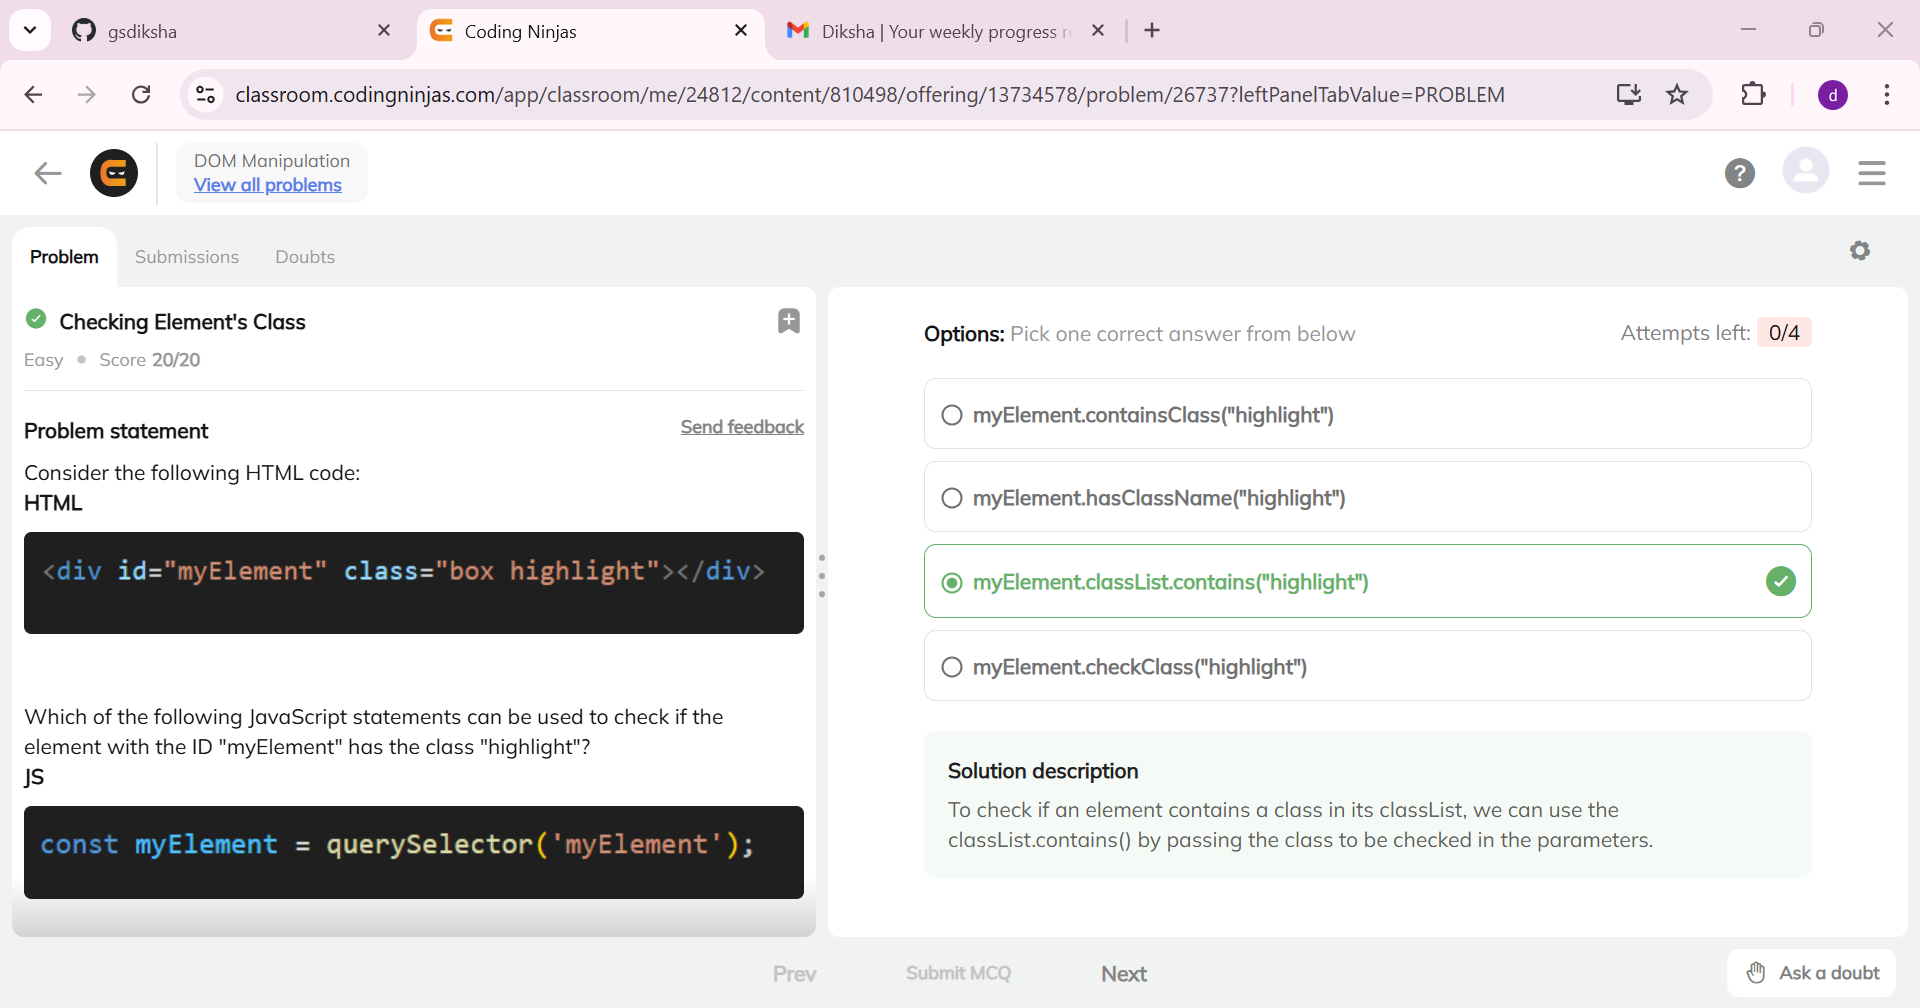 gsdiksha
Coding Ninjas
Diksha | Your weekly progress
classroom.codingninjas.com/app/classroom/me/24812/content/810498/offering/13734578/problem/26737?leftPanelTabValue=PROBLEM
d
DOM Manipulation
View all problems
?
Problem
Submissions
Doubts
Checking Element's Class
Easy • Score 20/20
Problem statement
Send feedback
Consider the following HTML code:
HTML
<div id="myElement" class="box highlight"></div>
Which of the following JavaScript statements can be used to check if the
element with the ID "myElement" has the class "highlight"?
JS
const myElement = querySelector('myElement');
Options: Pick one correct answer from below
Attempts left: 0/4
myElement.containsClass("highlight")
myElement.hasClassName("highlight")
myElement.classList.contains("highlight")
myElement.checkClass("highlight")
Solution description
To check if an element contains a class in its classList, we can use the
classList.contains() by passing the class to be checked in the parameters.
Prev
Submit MCQ
Next
Ask a doubt